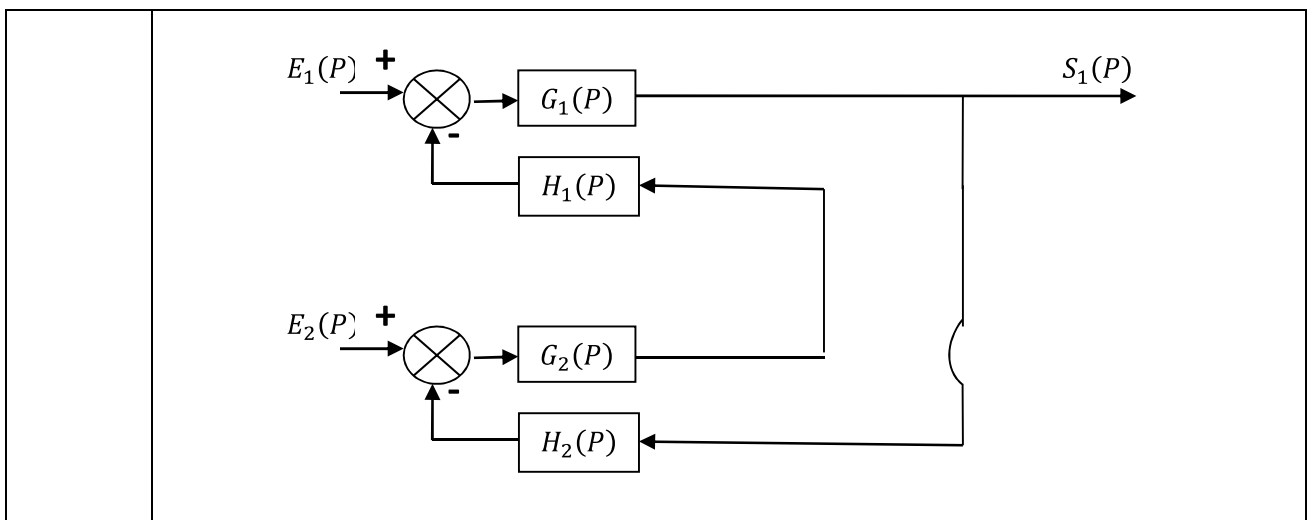 E₁(P) + S₁(P)
G₁(P)
-
H₁(P)
E₂(P) +
G₂(P)
-
H₂(P)